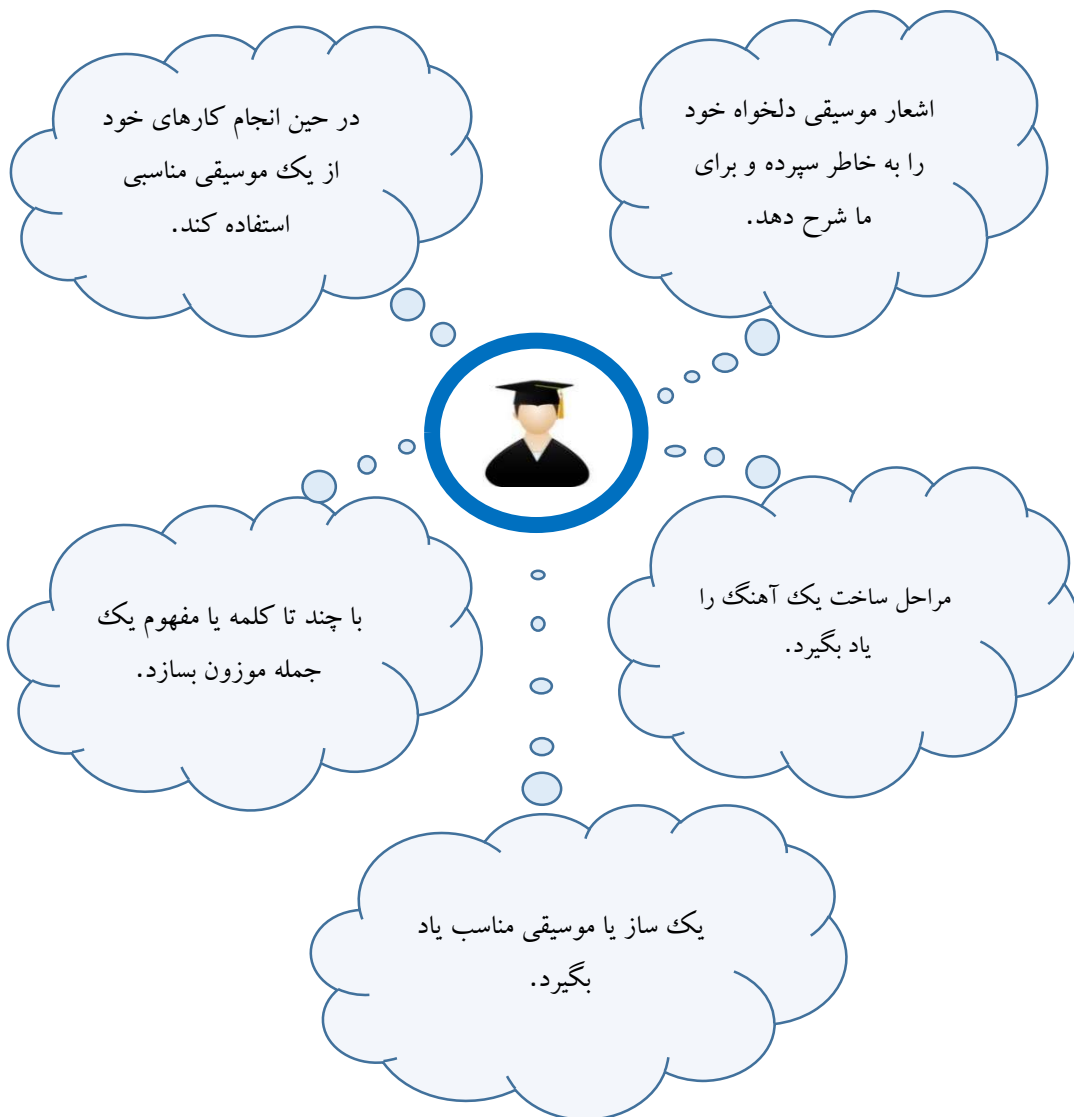 اشعار موسیقی دلخواه خود
را به خاطر سپرده و برای
ما شرح دهد.
در حین انجام کارهای خود
از یک موسیقی مناسبی
استفاده کند.
مراحل ساخت یک آهنگ را
یاد بگیرد.
با چند تا کلمه یا مفهوم یک
جمله موزون بسازد.
یک ساز یا موسیقی مناسب یاد
بگیرد.